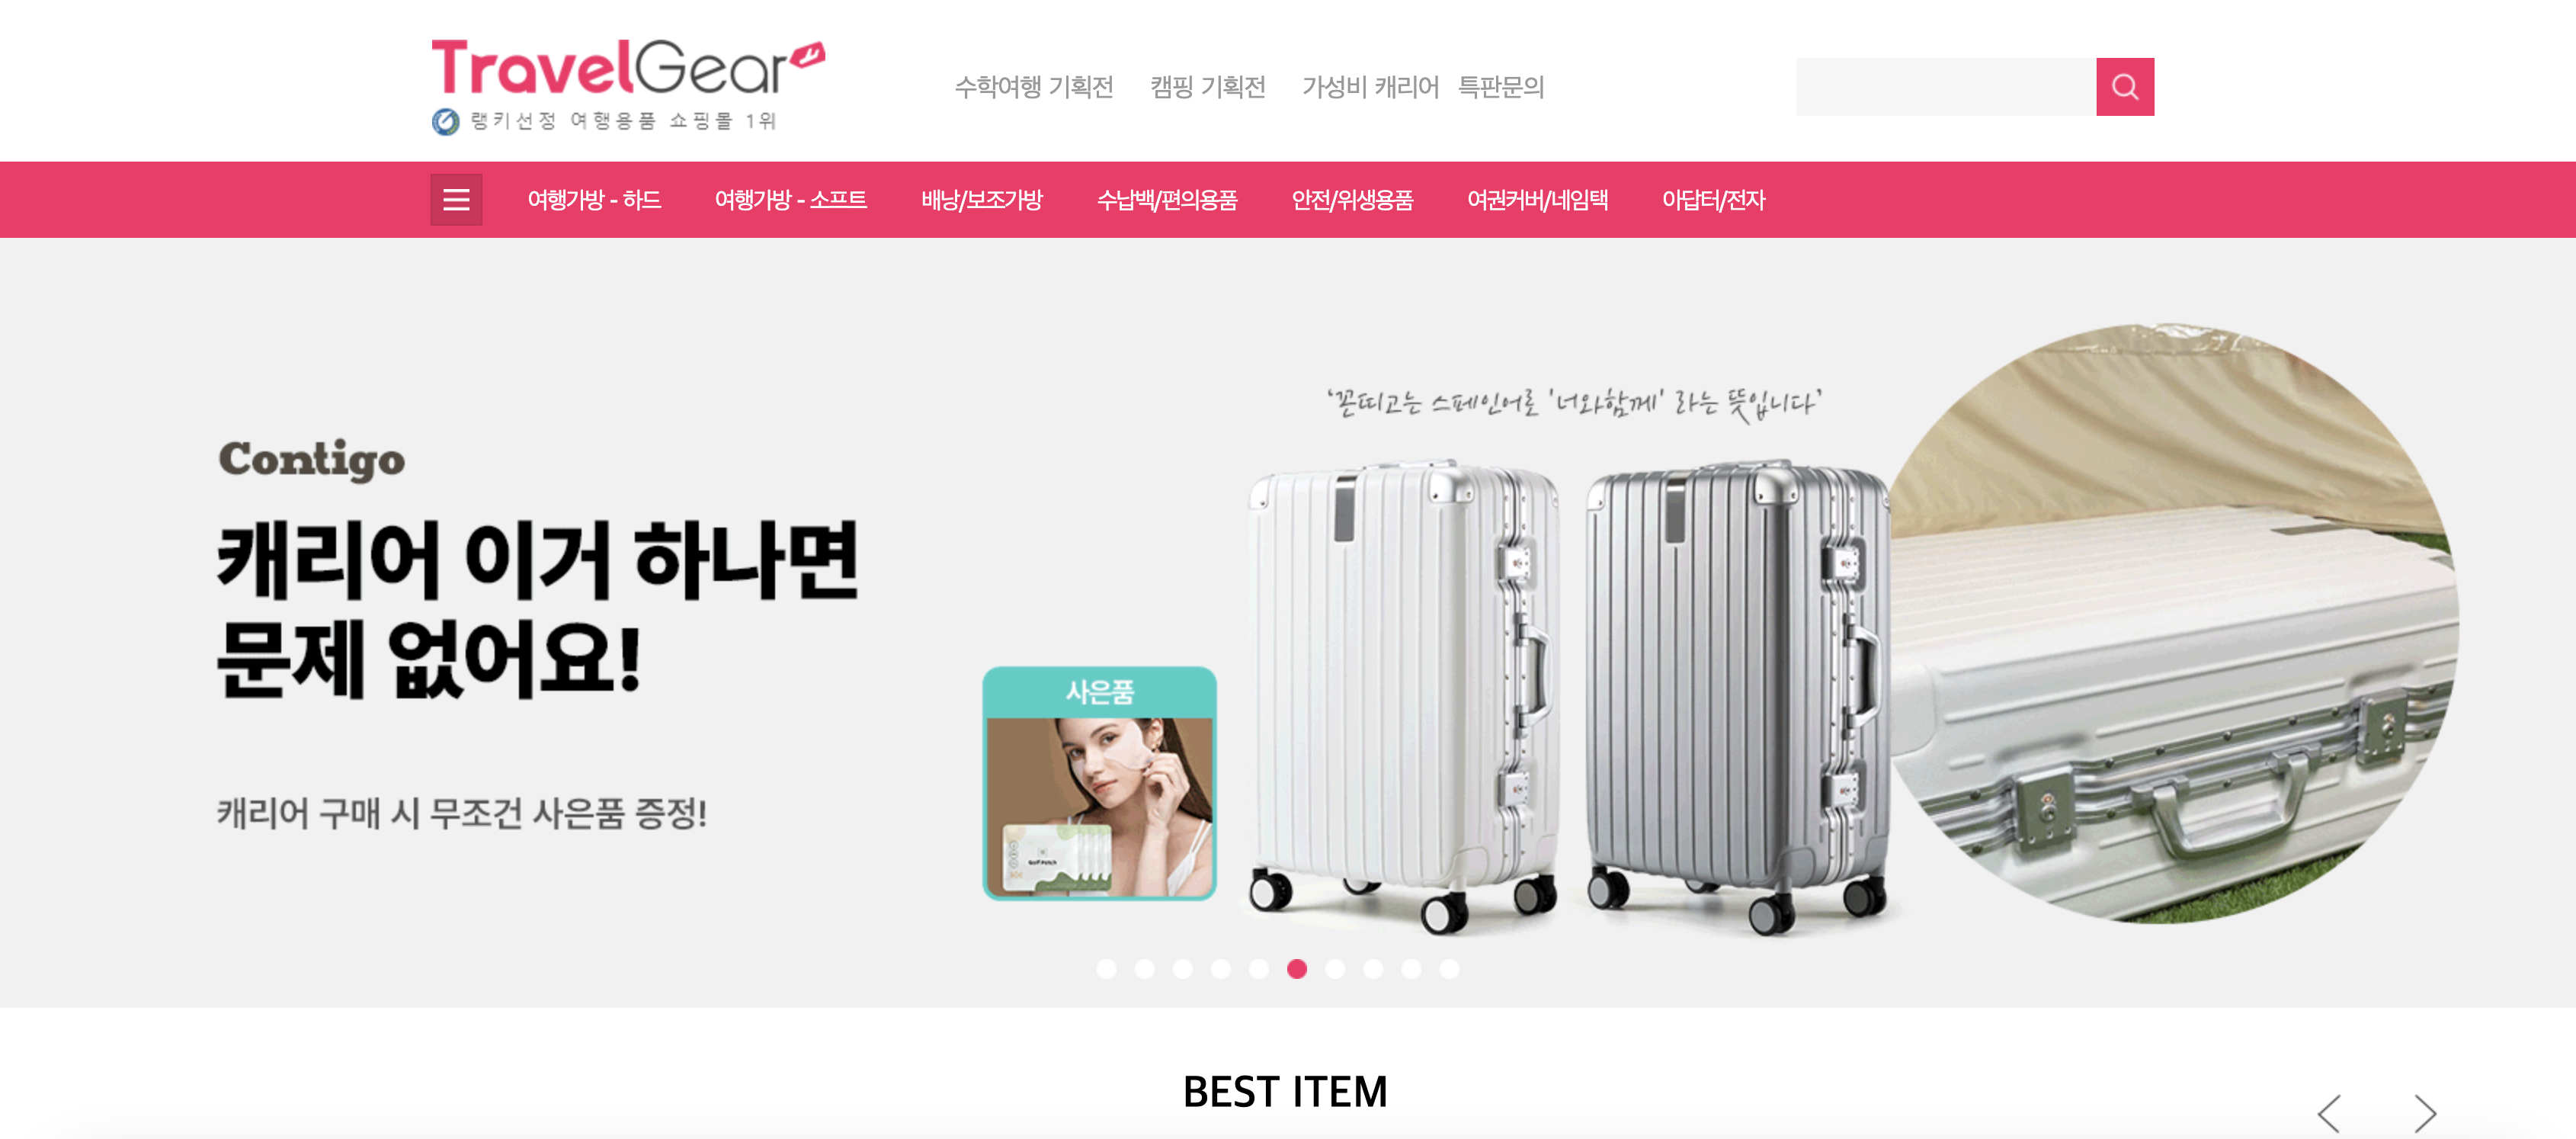 TravelGear
랭키선정 여행용품 쇼핑몰 1위
수학여행 기획전 캠핑 기획전 가성비 캐리어 특판문의
여행가방 - 하드 여행가방 - 소프트 배낭/보조가방 수납백/편의용품 안전/위생용품 여권커버/네임택 아답터/전자
‘꼰띠고는 스페인어로 '너와함께' 라는 뜻입니다’
Contigo
캐리어 이거 하나면
문제 없어요!
사은품
Golf Patch
캐리어 구매 시 무조건 사은품 증정!
BEST ITEM